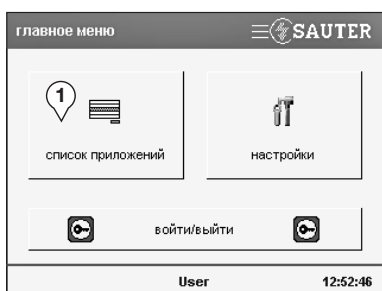 главное меню
SAUTER
1
список приложений
настройки
войти/выйти
User
12:52:46